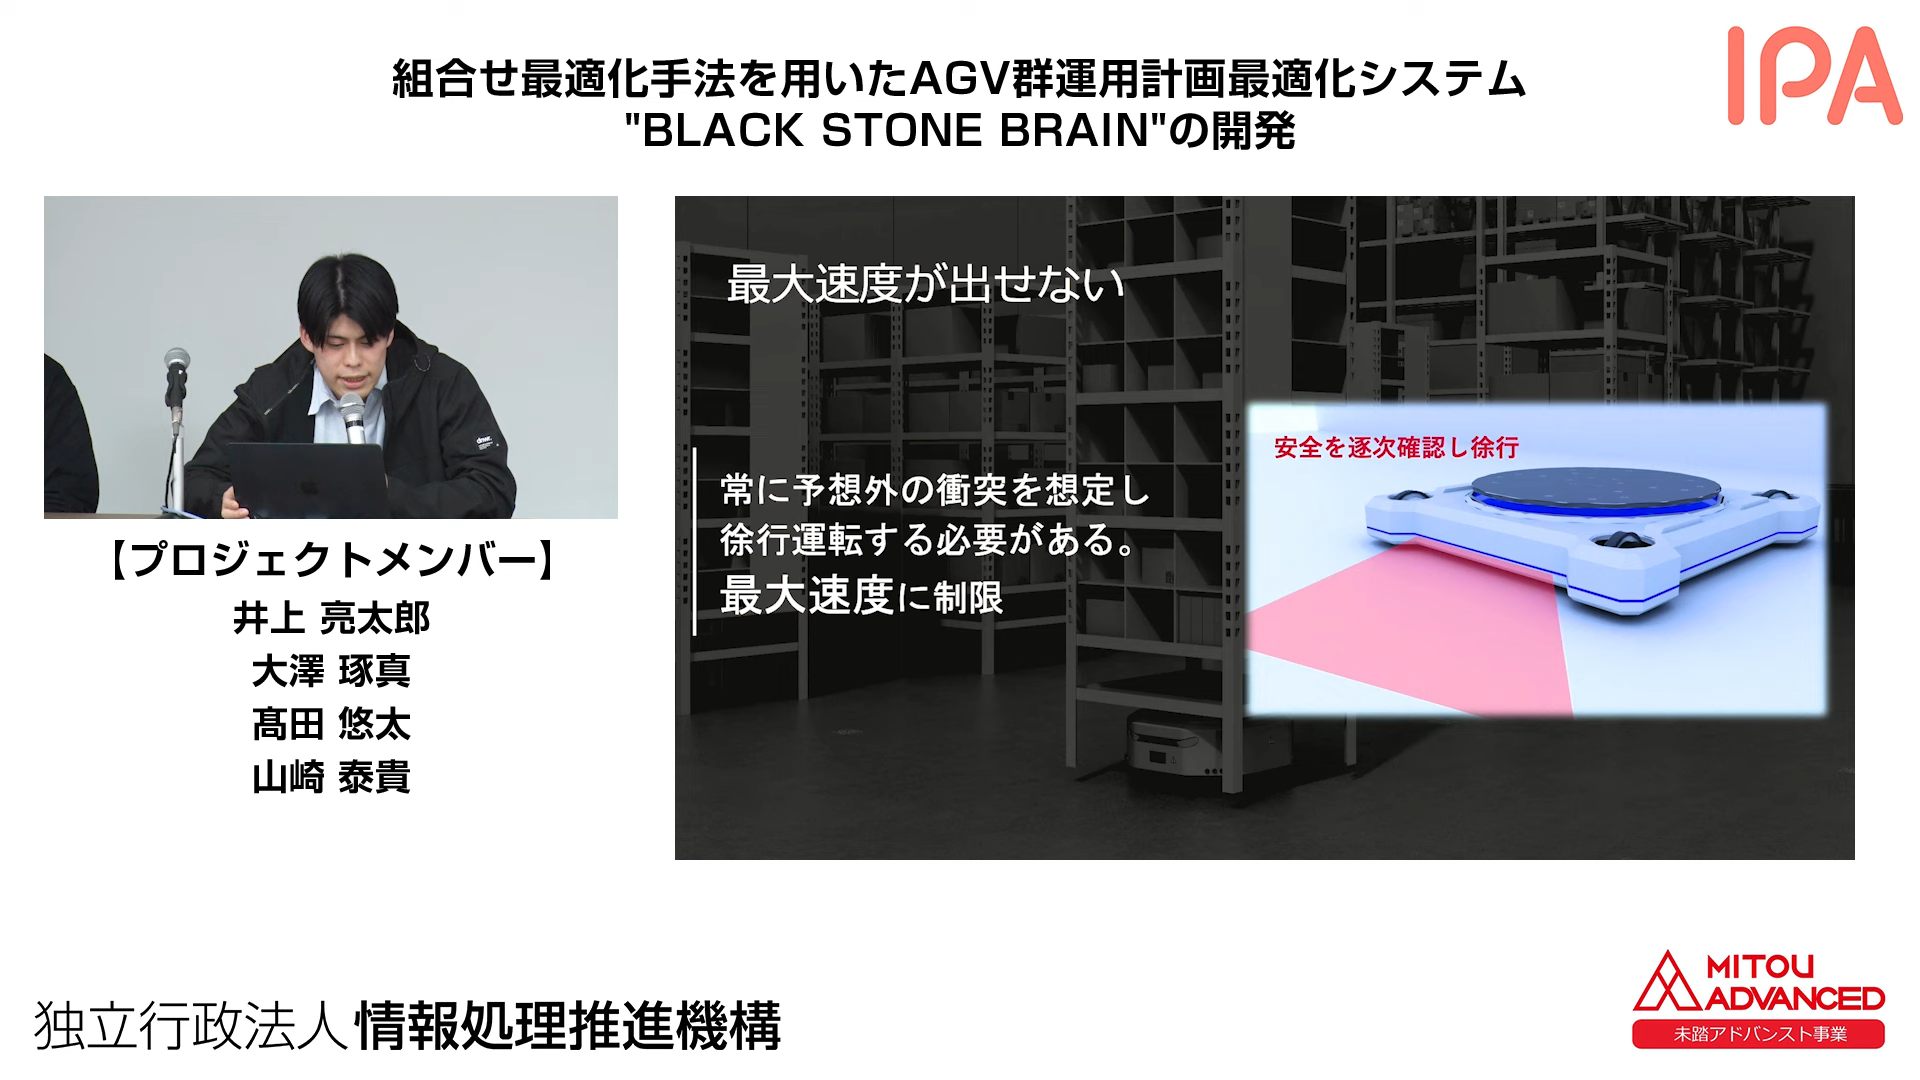 組合せ最適化手法を用いたAGV群運用計画最適化システム
"BLACK STONE BRAIN"の開発
IPA
最大速度が出せない
常に予想外の衝突を想定し
徐行運転する必要がある。
最大速度に制限
安全を逐次確認し徐行
【プロジェクトメンバー】
井上 亮太郎
大澤 琢真
髙田 悠太
山崎 泰貴
独立行政法人情報処理推進機構
MITOU
ADVANCED
未踏アドバンスト事業